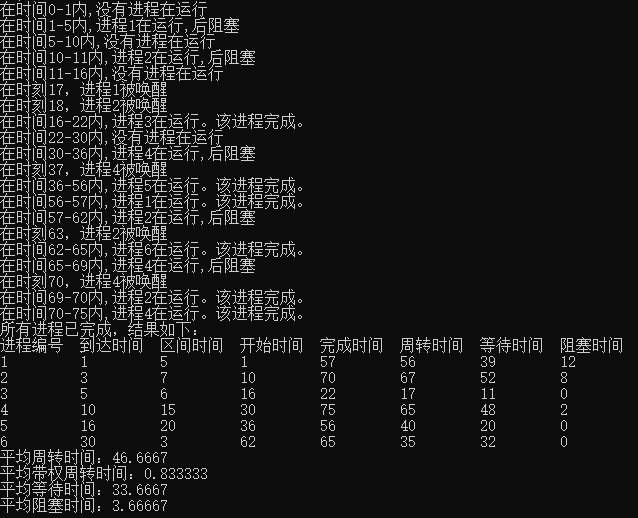 在时间0-1内,没有进程在运行
在时间1-5内,进程1在运行,后阻塞
在时间5-10内,没有进程在运行
在时间10-11内,进程2在运行,后阻塞
在时间11-16内,没有进程在运行
在时刻17，进程1被唤醒
在时刻18，进程2被唤醒
在时间16-22内,进程3在运行。该进程完成。
在时间22-30内,没有进程在运行
在时间30-36内,进程4在运行,后阻塞
在时刻37，进程4被唤醒
在时间36-56内,进程5在运行。该进程完成。
在时间56-57内,进程1在运行。该进程完成。
在时间57-62内,进程2在运行,后阻塞
在时刻63，进程2被唤醒
在时间62-65内,进程6在运行。该进程完成。
在时间65-69内,进程4在运行,后阻塞
在时刻70，进程4被唤醒
在时间69-70内,进程2在运行。该进程完成。
在时间70-75内,进程4在运行。该进程完成。
所有进程已完成，结果如下：
进程编号 到达时间 区间时间 开始时间 完成时间 周转时间 等待时间 阻塞时间
1 1 5 1 57 56 39 12
2 3 7 10 70 67 52 8
3 5 6 16 22 17 11 0
4 10 15 30 75 65 48 2
5 16 20 36 56 40 20 0
6 30 3 62 65 35 32 0
平均周转时间：46.6667
平均带权周转时间：0.833333
平均等待时间：33.6667
平均阻塞时间：3.66667